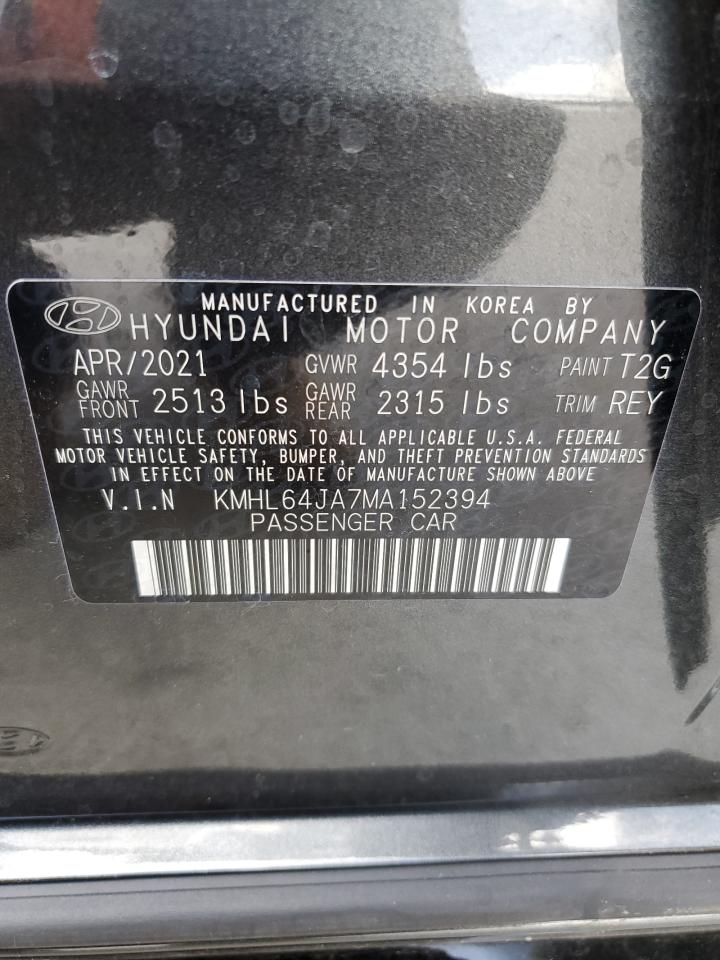 MANUFACTURED IN KOREA BY
HYUNDAI MOTOR COMPANY
APR/2021 GVWR 4354 lbs PAINT T2G
GAWR FRONT 2513 lbs GAWR REAR 2315 lbs TRIM REY
THIS VEHICLE CONFORMS TO ALL APPLICABLE U.S.A. FEDERAL
MOTOR VEHICLE SAFETY, BUMPER, AND THEFT PREVENTION STANDARDS
IN EFFECT ON THE DATE OF MANUFACTURE SHOWN ABOVE
V.I.N KMHL64JA7MA152394
PASSENGER CAR